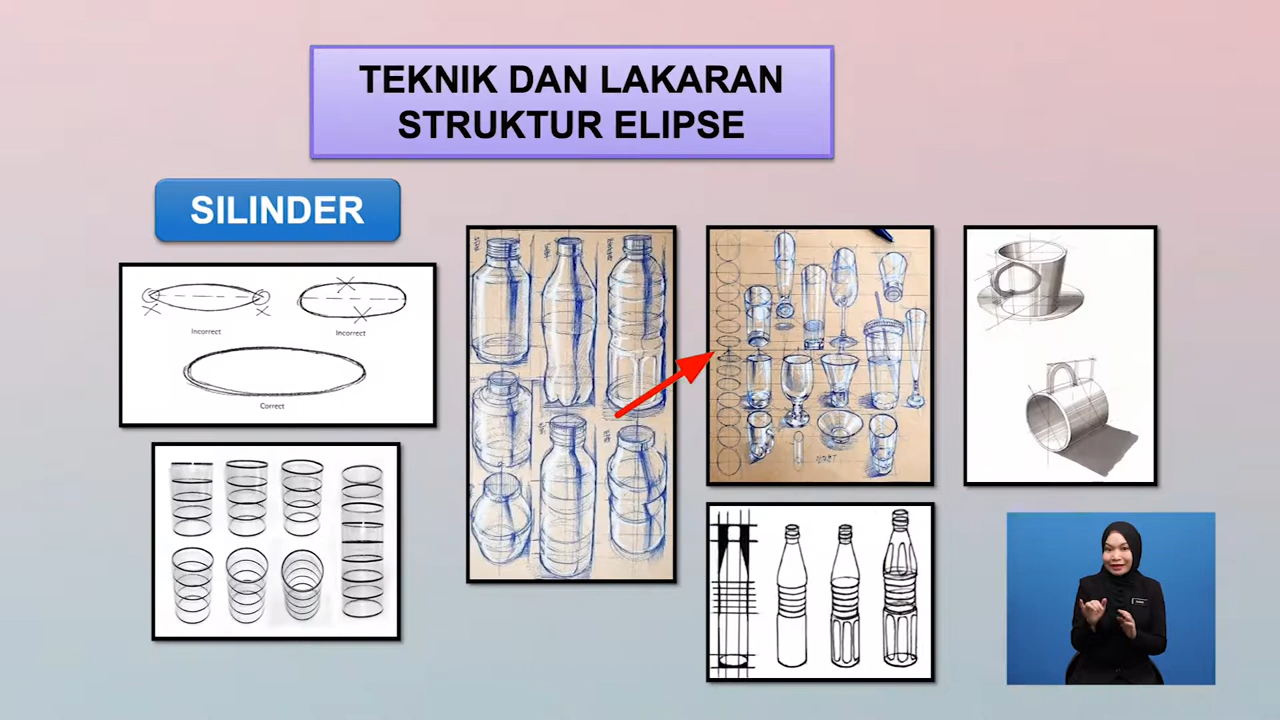 TEKNIK DAN LAKARAN
STRUKTUR ELIPSE
SILINDER
Incorrect
Incorrect
Correct